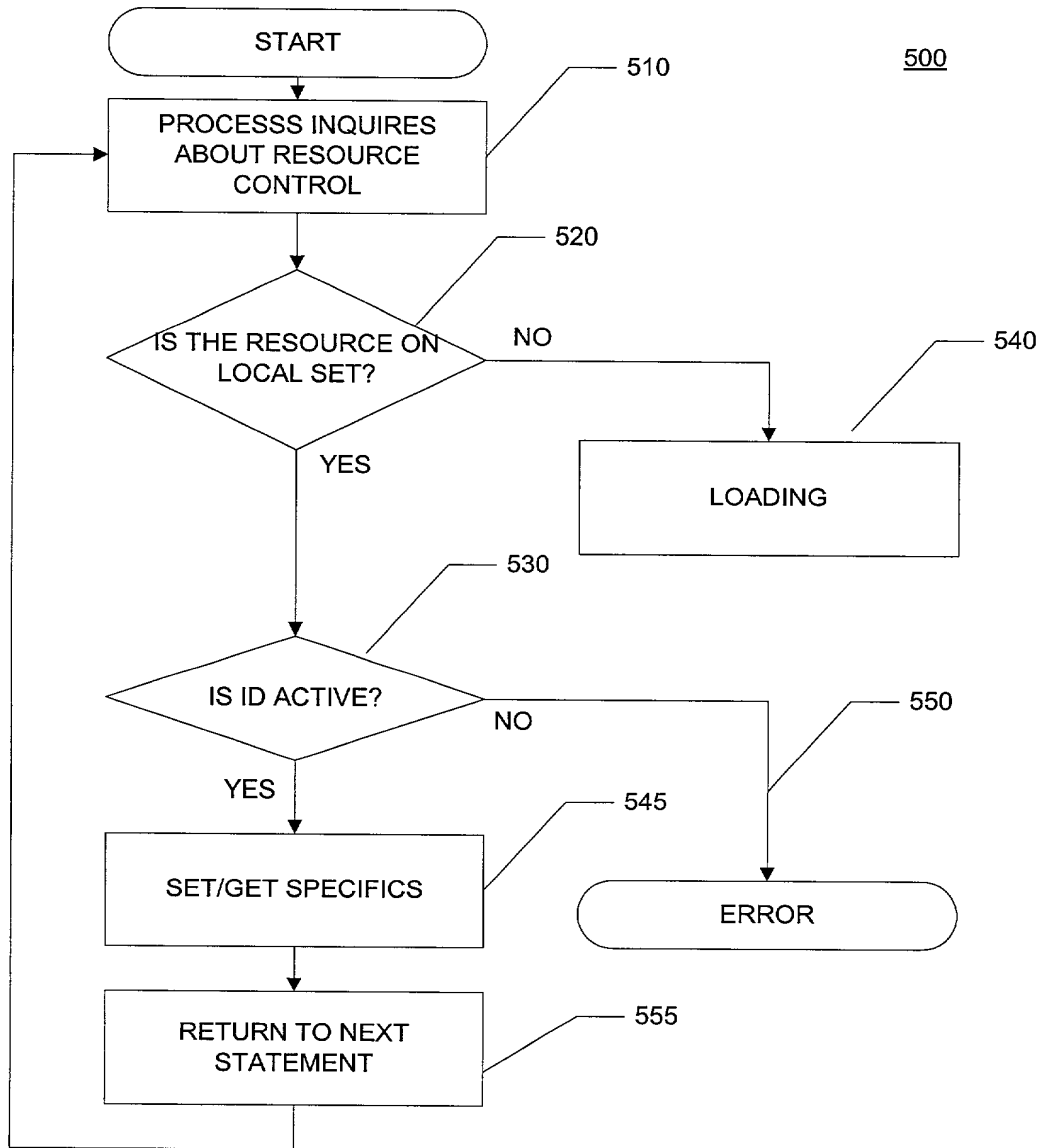 START
500
510
PROCESSS INQUIRES
ABOUT RESOURCE
CONTROL
520
IS THE RESOURCE ON
LOCAL SET?
NO
540
YES
LOADING
530
IS ID ACTIVE?
NO
550
YES
545
SET/GET SPECIFICS
ERROR
RETURN TO NEXT
STATEMENT
555